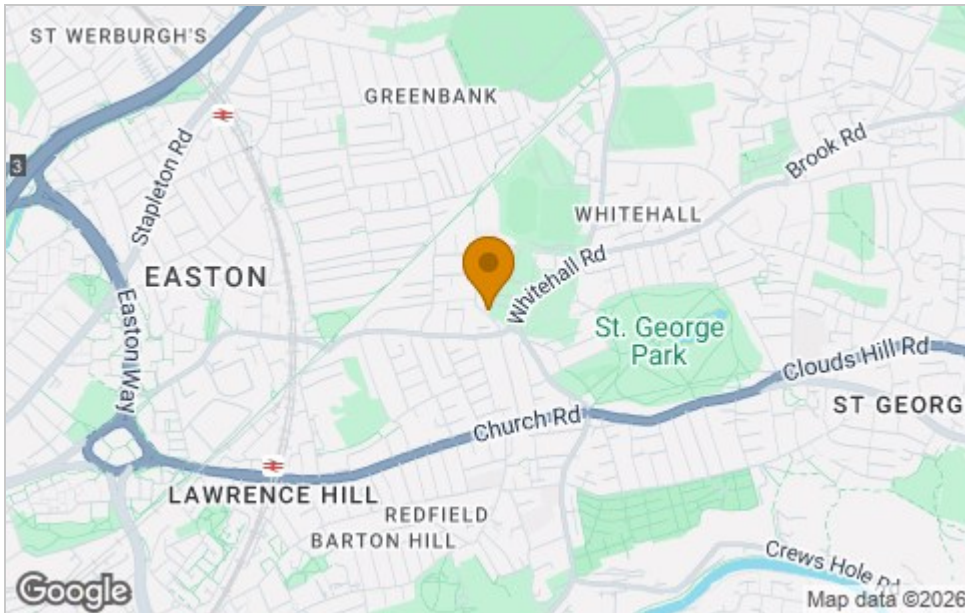 ST WERBURGH'S
GREENBANK
3
Stapleton Rd
Brook Rd
WHITEHALL
EASTON
Whitehall Rd
Easton Way
St. George
Park
Clouds Hill Rd
ST GEORG
Church Rd
LAWRENCE HILL
REDFIELD
BARTON HILL
Crews Hole Rd
Google
Map data ©2026